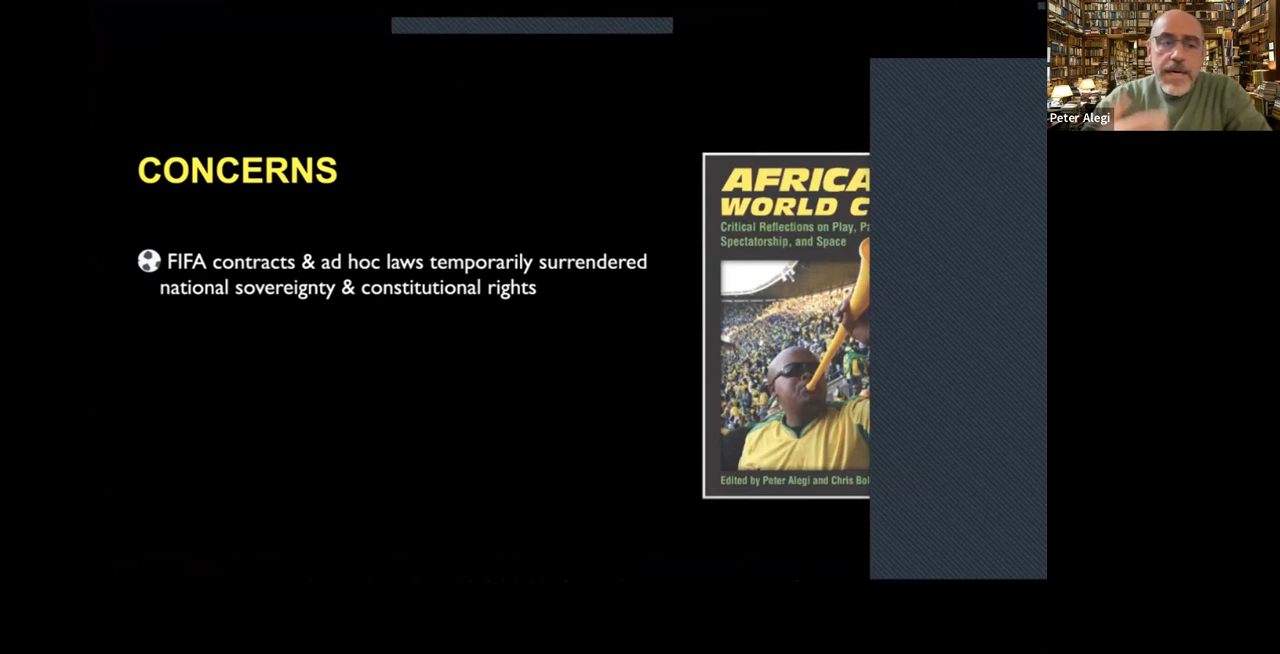 Peter Alegi
CONCERNS
FIFA contracts & ad hoc laws temporarily surrendered
national sovereignty & constitutional rights
AFRICA
WORLD C
Critical Reflections on Play, Pa
Spectatorship, and Space
Edited by Peter Alegi and Chris Bol